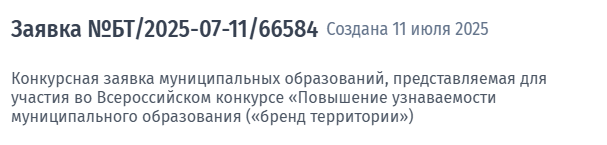 Заявка №БТ/2025-07-11/66584 Создана 11 июля 2025
Конкурсная заявка муниципальных образований, представляемая для
участия во Всероссийском конкурсе «Повышение узнаваемости
муниципального образования («бренд территории»)